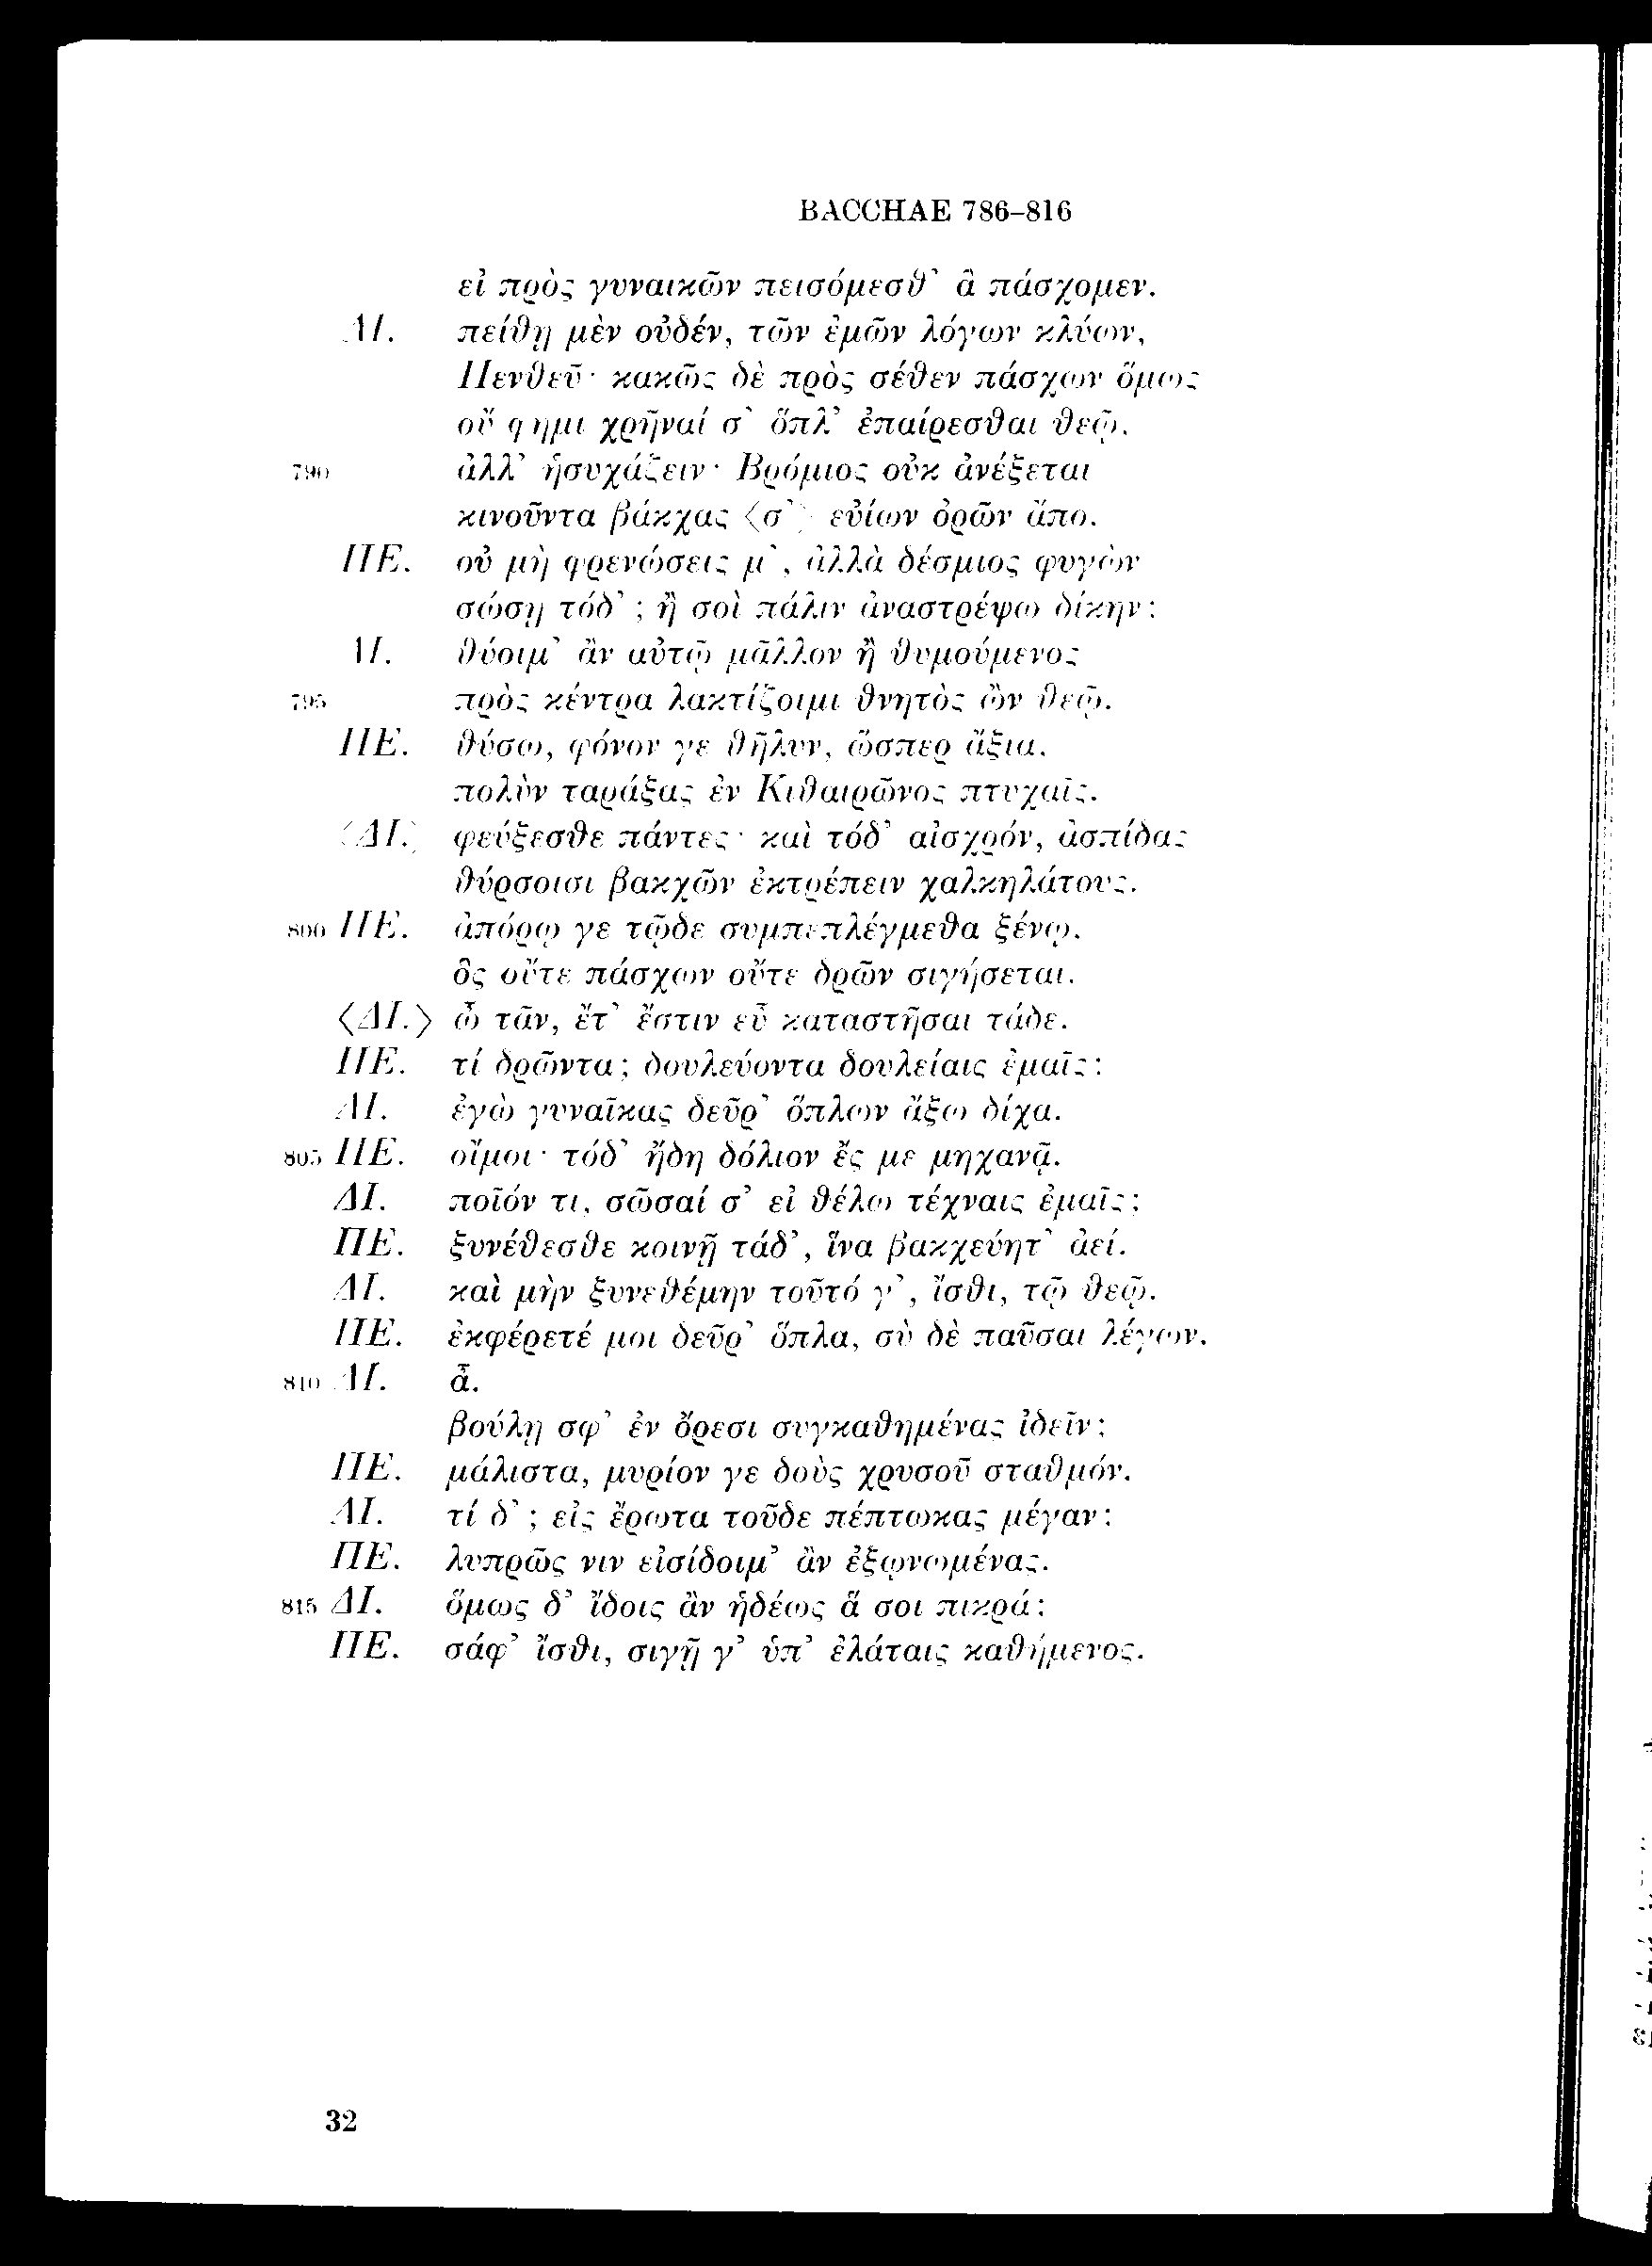 BACCHAE 786–816
εἰ πρὸς γυναικῶν πεισόμεσθ' ἃ πάσχομεν.
ΔΙ. πείθῃ μὲν οὐδέν, τῶν ἐμῶν λόγων κλύων,
Πενθεῦ· κακῶς δὲ πρὸς σέθεν πάσχων ὅμως
οὔ φημι χρῆναί σ' ὅπλ' ἐπαίρεσθαι θεῷ,
790 ἀλλ' ἡσυχάζειν· Βρόμιος οὐκ ἀνέξεται
κινοῦντα βάκχας ⟨σ'⟩ εὐίων ὀρῶν ἄπο.
ΠΕ. οὐ μὴ φρενώσεις μ', ἀλλὰ δέσμιος φυγὼν
σώσῃ τόδ' ; ἢ σοὶ πάλιν ἀναστρέψω δίκην;
ΔΙ. θύοιμ' ἂν αὐτῷ μᾶλλον ἢ θυμούμενος
795 πρὸς κέντρα λακτίζοιμι θνητὸς ὢν θεῷ.
ΠΕ. θύσω, φόνον γε θῆλυν, ὥσπερ ἄξια,
πολὺν ταράξας ἐν Κιθαιρῶνος πτυχαῖς.
⟨ΔΙ.⟩ φεύξεσθε πάντες· καὶ τόδ' αἰσχρόν, ἀσπίδας
θύρσοισι βακχῶν ἐκτρέπειν χαλκηλάτους.
800 ΠΕ. ἀπόρῳ γε τῷδε συμπεπλέγμεθα ξένῳ,
ὃς οὔτε πάσχων οὔτε δρῶν σιγήσεται.
⟨ΔΙ.⟩ ὦ τᾶν, ἔτ' ἔστιν εὖ καταστῆσαι τάδε.
ΠΕ. τί δρῶντα; δουλεύοντα δουλείαις ἐμαῖς;
ΔΙ. ἐγὼ γυναῖκας δεῦρ' ὅπλων ἄξω δίχα.
805 ΠΕ. οἴμοι· τόδ' ἤδη δόλιον ἔς με μηχανᾷ.
ΔΙ. ποῖόν τι, σῶσαί σ' εἰ θέλω τέχναις ἐμαῖς;
ΠΕ. ξυνέθεσθε κοινῇ τάδ', ἵνα βακχεύητ' ἀεί.
ΔΙ. καὶ μὴν ξυνεθέμην τοῦτό γ', ἴσθι, τῷ θεῷ.
ΠΕ. ἐκφέρετέ μοι δεῦρ' ὅπλα, σὺ δὲ παῦσαι λέγων.
810 ΔΙ. ἆ.
βούλῃ σφ' ἐν ὄρεσι συγκαθημένας ἰδεῖν;
ΠΕ. μάλιστα, μυρίον γε δοὺς χρυσοῦ σταθμόν.
ΔΙ. τί δ' ; εἰς ἔρωτα τοῦδε πέπτωκας μέγαν;
ΠΕ. λυπρῶς νιν εἰσίδοιμ' ἂν ἐξῳνωμένας.
815 ΔΙ. ὅμως δ' ἴδοις ἂν ἡδέως ἅ σοι πικρά;
ΠΕ. σάφ' ἴσθι, σιγῇ γ' ὑπ' ἐλάταις καθήμενος.
32